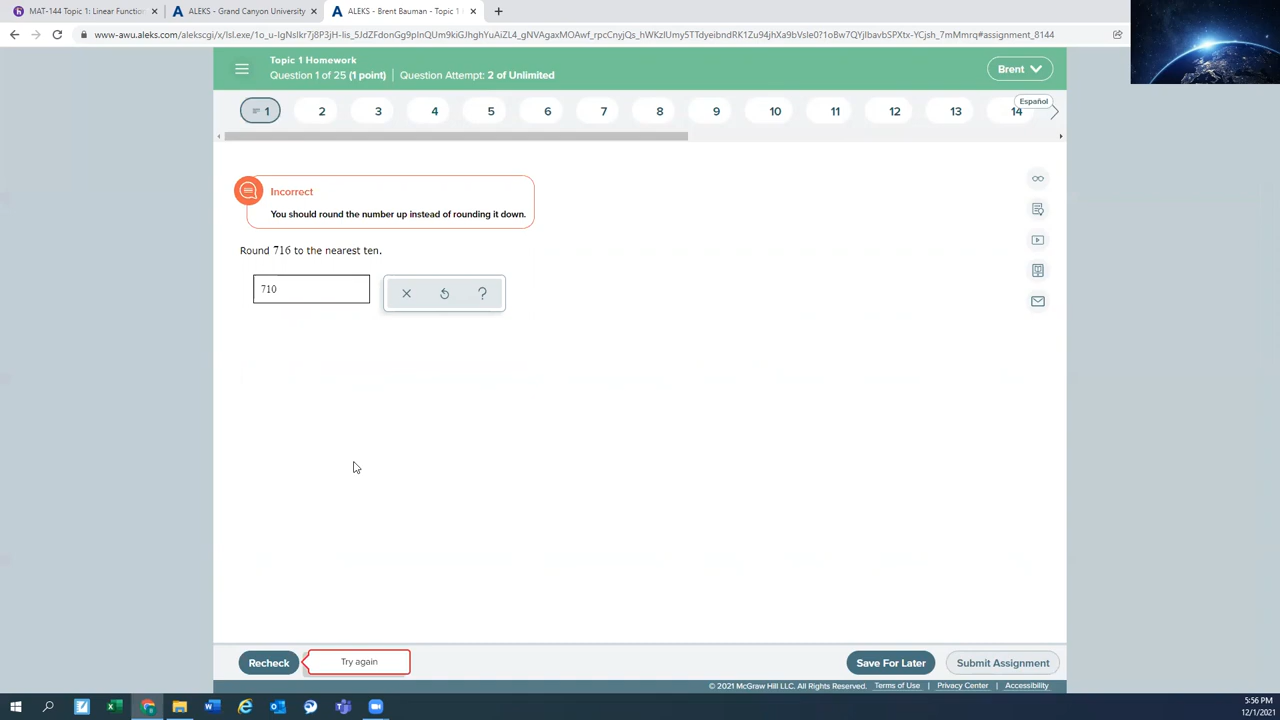 MAT-144 Topic 1: Linear Functio
ALEKS - Grand Canyon University
ALEKS - Brent Bauman - Topic 1
Topic 1 Homework
Question 1 of 25 (1 point) | Question Attempt: 2 of Unlimited
Brent
1 2 3 4 5 6 7 8 9 10 11 12 13 14
Español
Incorrect
You should round the number up instead of rounding it down.
Round 716 to the nearest ten.
710
?
Recheck
Try again
Save For Later
Submit Assignment
© 2021 McGraw Hill LLC. All Rights Reserved. Terms of Use | Privacy Center | Accessibility
5:56 PM
12/1/2021